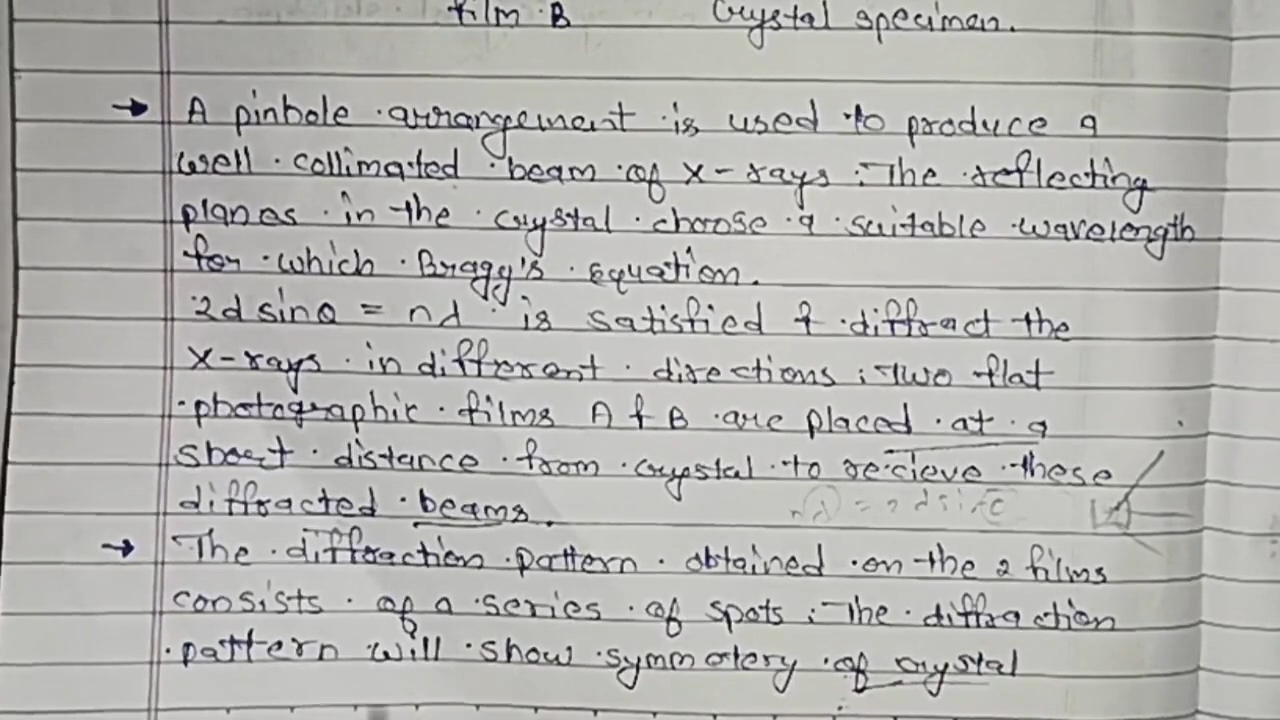 film B Crystal specimen.
→ A pinhole arrangement is used to produce a
well collimated beam of x-rays. The reflecting
planes in the crystal choose a suitable wavelength
for which Bragg's equation.
2d sinθ = nλ is satisfied & diffract the
x-rays in different directions. Two flat
photographic films A & B are placed at a
short distance from crystal to recieve these
diffracted beams.
nλ = 2d sinθ
→ The diffraction pattern obtained on the 2 films
consists of a series of spots. The diffraction
pattern will show symmetery of crystal